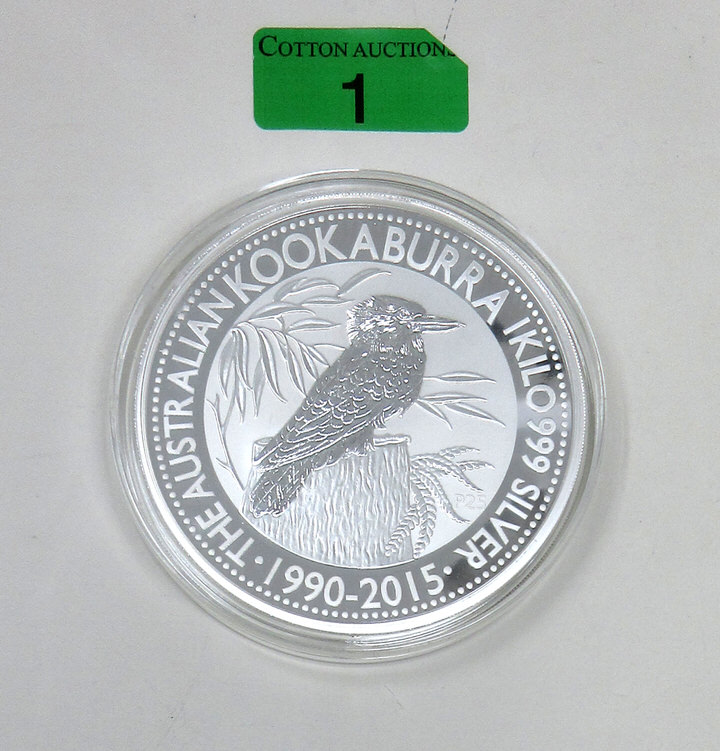 COTTON AUCTIONS
1
THE AUSTRALIAN KOOKABURRA 1 KILO 999 SILVER
P25
· 1990-2015 ·